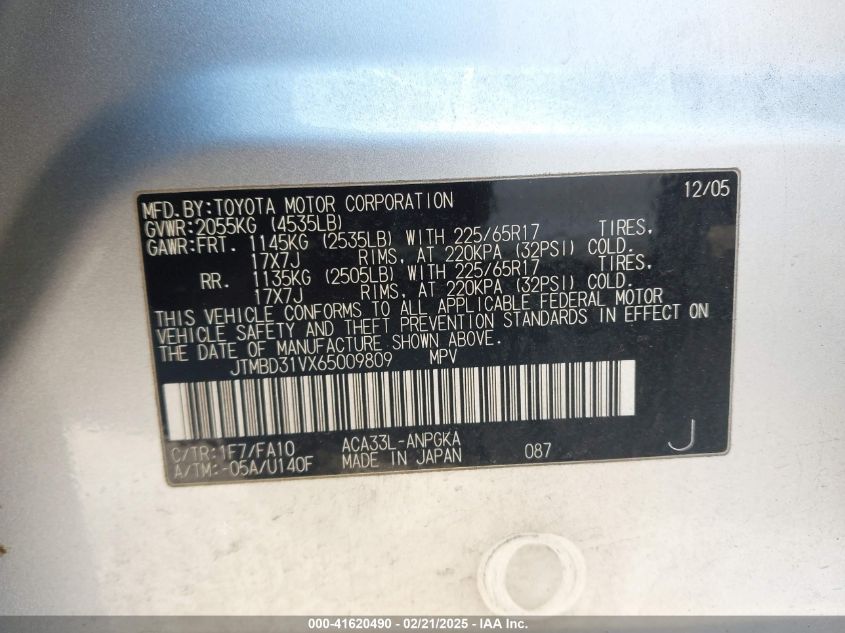 MFD.BY:TOYOTA MOTOR CORPORATION 12/05
GVWR:2055KG (4535LB)
GAWR:FRT. 1145KG (2535LB) WITH 225/65R17 TIRES,
17X7J RIMS, AT 220KPA (32PSI) COLD.
RR. 1135KG (2505LB) WITH 225/65R17 TIRES,
17X7J RIMS, AT 220KPA (32PSI) COLD.
THIS VEHICLE CONFORMS TO ALL APPLICABLE FEDERAL MOTOR
VEHICLE SAFETY AND THEFT PREVENTION STANDARDS IN EFFECT ON
THE DATE OF MANUFACTURE SHOWN ABOVE.
JTMBD31VX65009809 MPV
C/TR:1F7/FA10 ACA33L-ANPGKA
A/TM:-05A/U140F MADE IN JAPAN 087 J
000-41620490 - 02/21/2025 - IAA Inc.